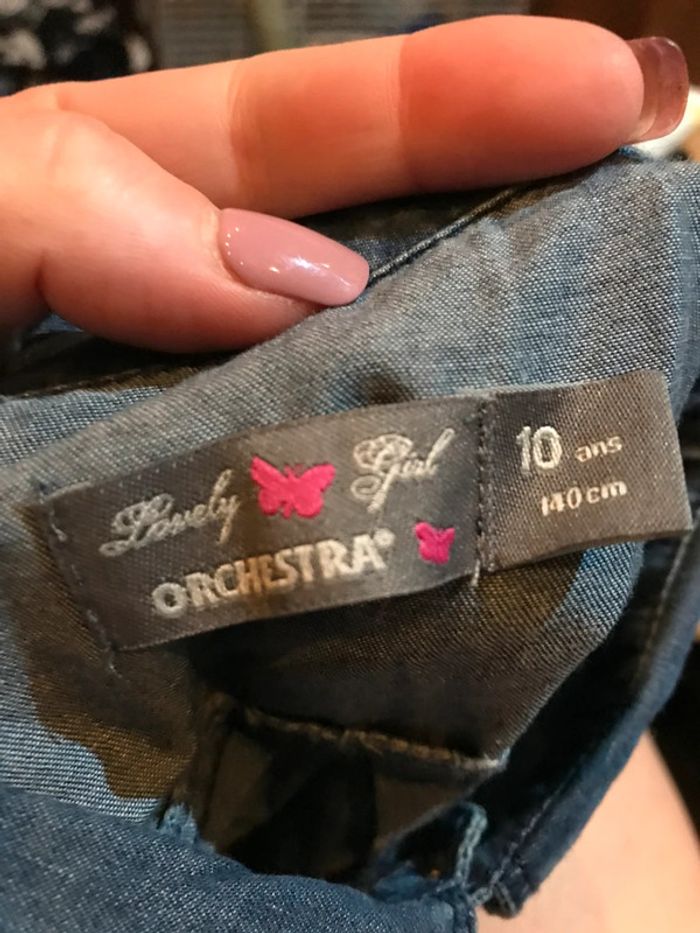 Lovely Girl
ORCHESTRA®
10 ans
140 cm